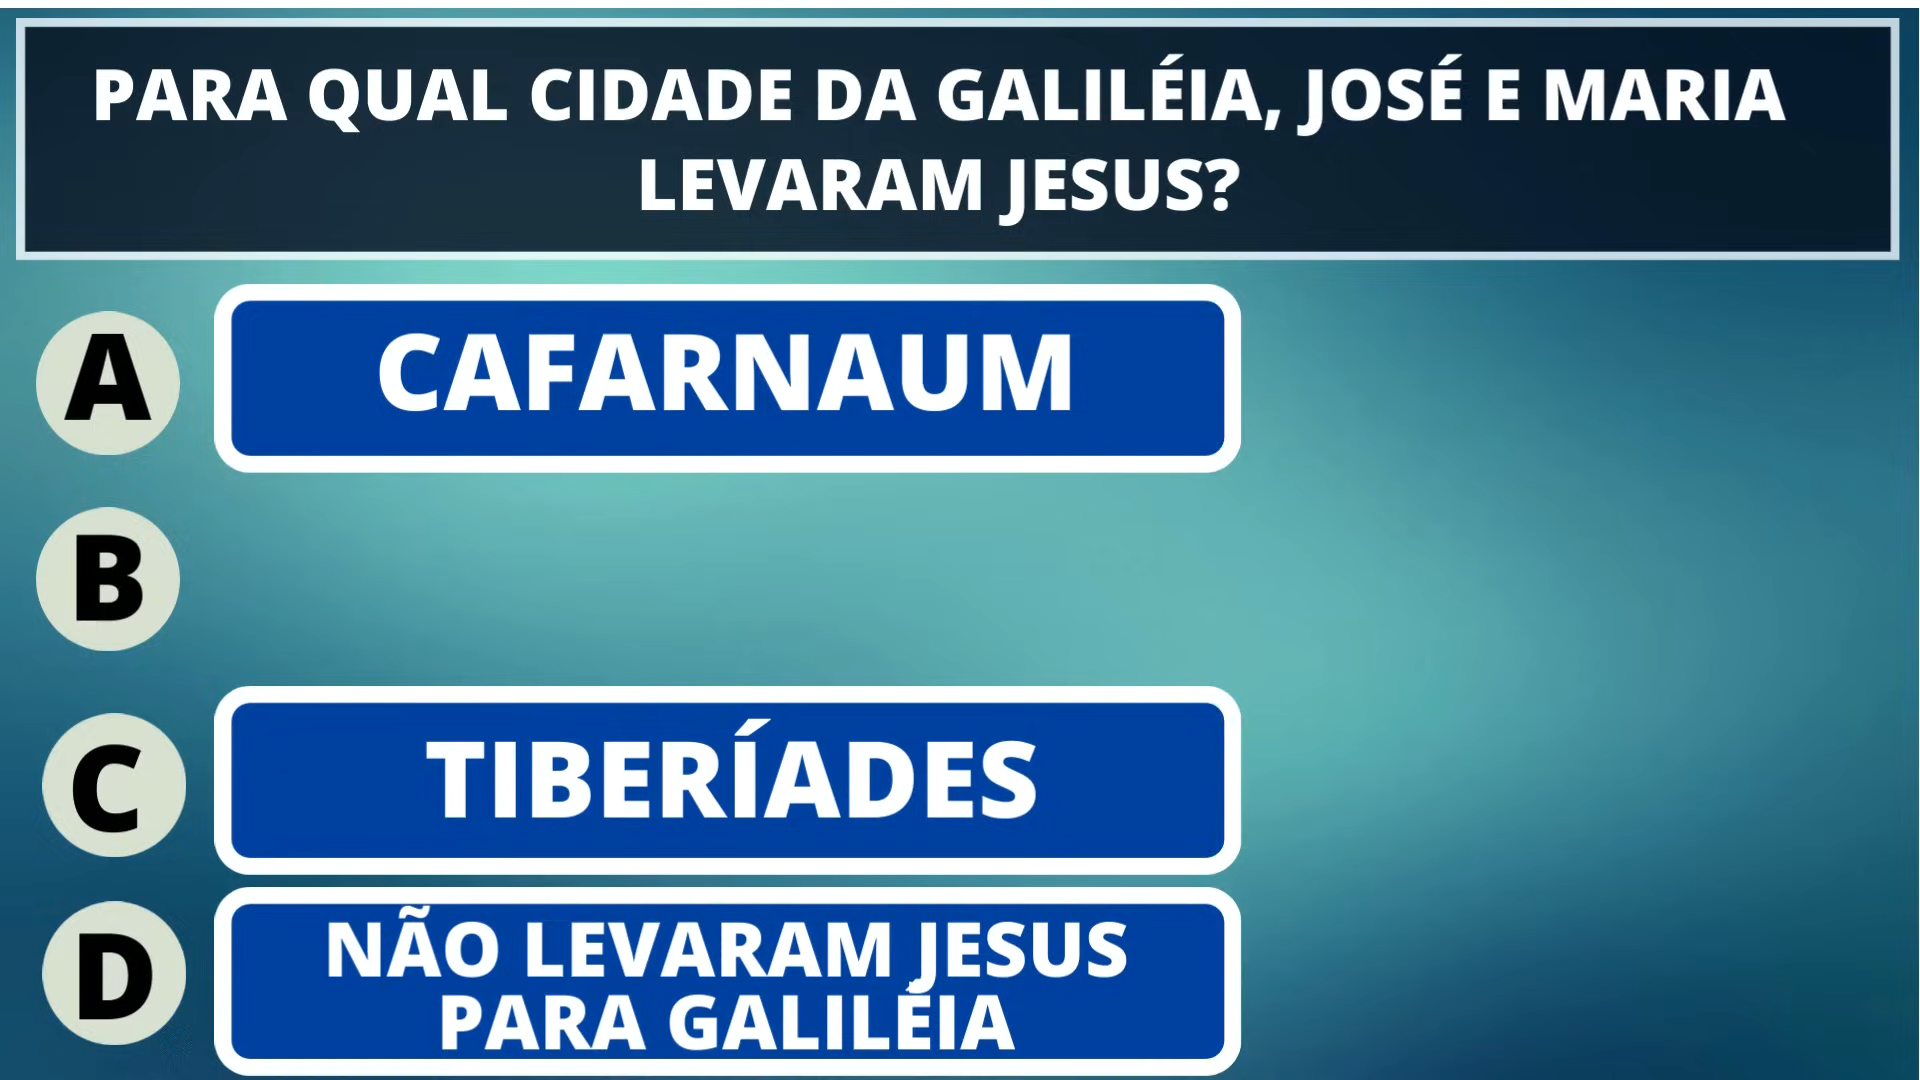 PARA QUAL CIDADE DA GALILÉIA, JOSÉ E MARIA
LEVARAM JESUS?
A
CAFARNAUM
B
C
TIBERÍADES
D
NÃO LEVARAM JESUS
PARA GALILÉIA